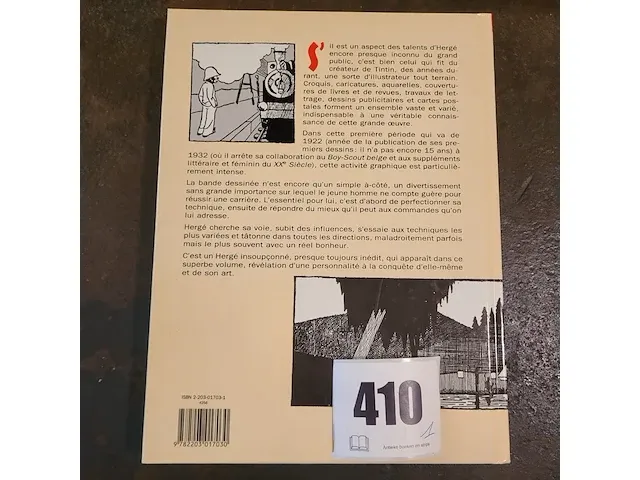 S'il est un aspect des talents d'Hergé
encore presque inconnu du grand
public, c'est bien celui qui fit du
créateur de Tintin, des années du-
rant, une sorte d'illustrateur tout terrain.
Croquis, caricatures, aquarelles, couvertu-
res de livres et de revues, travaux de let-
trage, dessins publicitaires et cartes pos-
tales forment un ensemble vaste et varié,
indispensable à une véritable connais-
sance de cette grande œuvre.
Dans cette première période qui va de
1922 (année de la publication de ses pre-
miers dessins : il n'a pas encore 15 ans) à
1932 (où il arrête sa collaboration au Boy-Scout belge et aux suppléments
littéraire et féminin du XXe Siècle), cette activité graphique est particuliè-
rement intense.
La bande dessinée n'est encore qu'un simple à-côté, un divertissement
sans grande importance sur lequel le jeune homme ne compte guère pour
réussir une carrière. L'essentiel pour lui, c'est d'abord de perfectionner sa
technique, ensuite de répondre du mieux qu'il peut aux commandes qu'on
lui adresse.
Hergé cherche sa voie, subit des influences, s'essaie aux techniques les
plus variées et tâtonne dans toutes les directions, maladroitement parfois
mais le plus souvent avec un réel bonheur.
C'est un Hergé insoupçonné, presque toujours inédit, qui apparaît dans ce
superbe volume, révélation d'une personnalité à la conquête d'elle-même
et de son art.
ISBN 2-203-01703-1
9 782203 017030
410
1